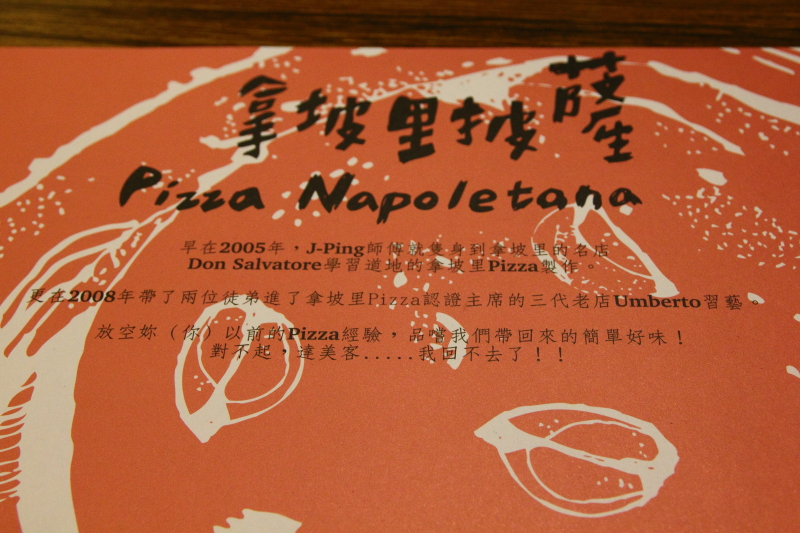 拿坡里披薩
Pizza Napoletana
早在2005年，J-Ping師傅就隻身到拿坡里的名店
Don Salvatore學習道地的拿坡里Pizza製作。
更在2008年帶了兩位徒弟進了拿坡里Pizza認證主席的三代老店Umberto習藝。
放空妳（你）以前的Pizza經驗，品嚐我們帶回來的簡單好味！
對不起，達美客.....我回不去了！！